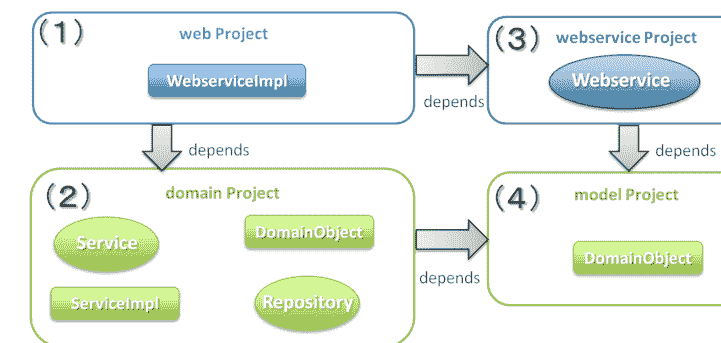 (1)
web Project
WebserviceImpl
depends
(3)
webservice Project
Webservice
depends
depends
(2)
domain Project
Service
DomainObject
ServiceImpl
Repository
depends
(4)
model Project
DomainObject